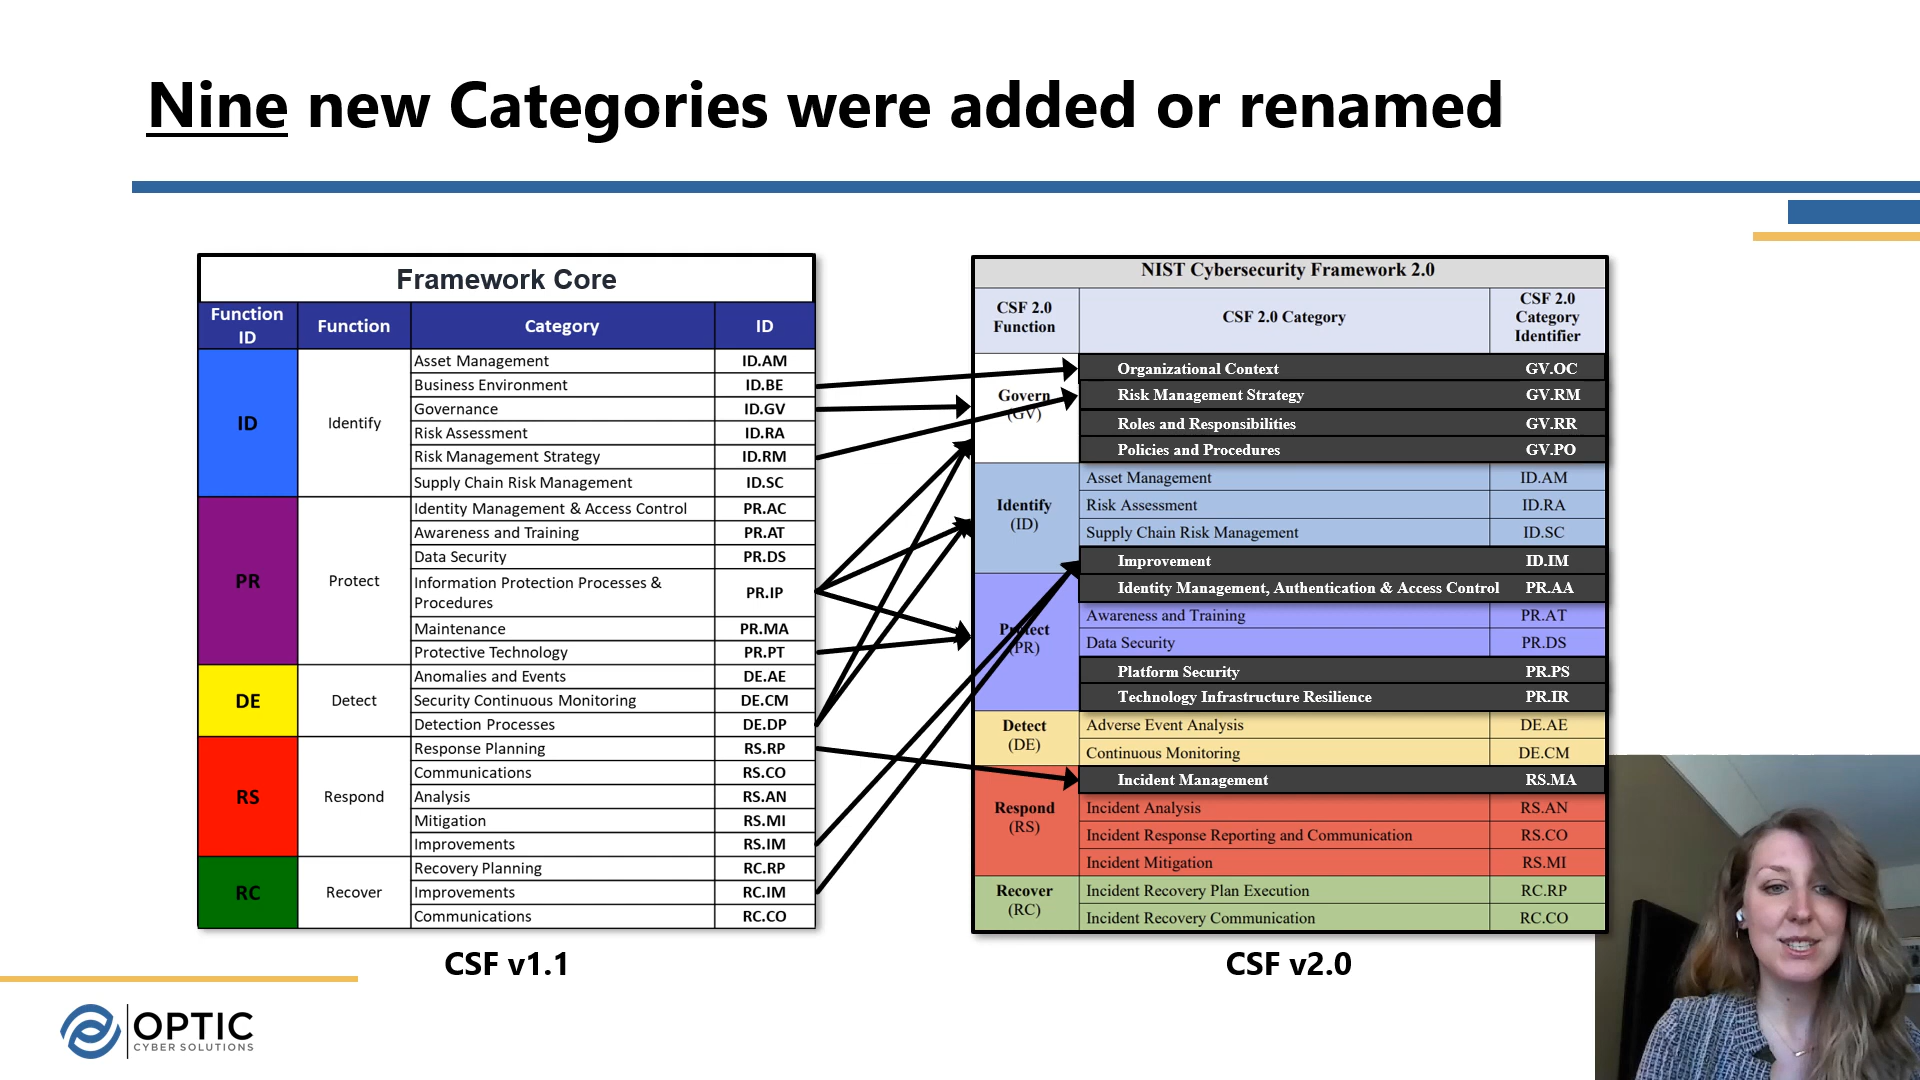 Nine new Categories were added or renamed
Framework Core
Function ID Function Category ID
ID Identify
Asset Management ID.AM
Business Environment ID.BE
Governance ID.GV
Risk Assessment ID.RA
Risk Management Strategy ID.RM
Supply Chain Risk Management ID.SC
PR Protect
Identity Management & Access Control PR.AC
Awareness and Training PR.AT
Data Security PR.DS
Information Protection Processes &
Procedures PR.IP
Maintenance PR.MA
Protective Technology PR.PT
DE Detect
Anomalies and Events DE.AE
Security Continuous Monitoring DE.CM
Detection Processes DE.DP
RS Respond
Response Planning RS.RP
Communications RS.CO
Analysis RS.AN
Mitigation RS.MI
Improvements RS.IM
RC Recover
Recovery Planning RC.RP
Improvements RC.IM
Communications RC.CO
CSF v1.1
NIST Cybersecurity Framework 2.0
CSF 2.0 Function
CSF 2.0 Category
CSF 2.0 Category Identifier
Govern
(GV)
Organizational Context GV.OC
Risk Management Strategy GV.RM
Roles and Responsibilities GV.RR
Policies and Procedures GV.PO
Identify
(ID)
Asset Management ID.AM
Risk Assessment ID.RA
Supply Chain Risk Management ID.SC
Improvement ID.IM
Protect
(PR)
Identity Management, Authentication & Access Control PR.AA
Awareness and Training PR.AT
Data Security PR.DS
Platform Security PR.PS
Technology Infrastructure Resilience PR.IR
Detect
(DE)
Adverse Event Analysis DE.AE
Continuous Monitoring DE.CM
Respond
(RS)
Incident Management RS.MA
Incident Analysis RS.AN
Incident Response Reporting and Communication RS.CO
Incident Mitigation RS.MI
Recover
(RC)
Incident Recovery Plan Execution RC.RP
Incident Recovery Communication RC.CO
CSF v2.0
OPTIC
CYBER SOLUTIONS